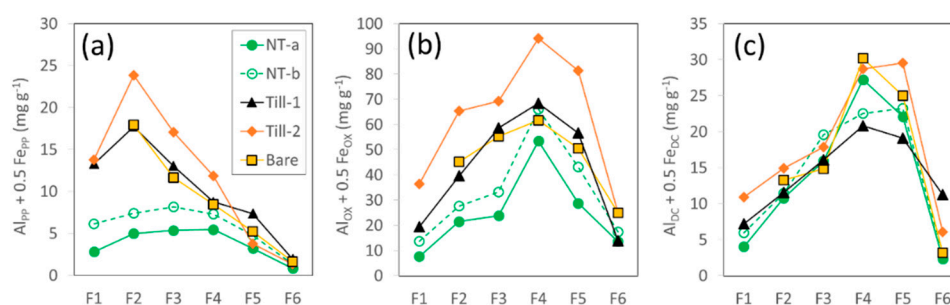 (a)
Al_PP + 0.5 Fe_PP (mg g⁻¹)
30
25
20
15
10
5
0
F1 F2 F3 F4 F5 F6
NT-a
NT-b
Till-1
Till-2
Bare
(b)
Al_OX + 0.5 Fe_OX (mg g⁻¹)
100
90
80
70
60
50
40
30
20
10
0
F1 F2 F3 F4 F5 F6
(c)
Al_DC + 0.5 Fe_DC (mg g⁻¹)
35
30
25
20
15
10
5
0
F1 F2 F3 F4 F5 F6